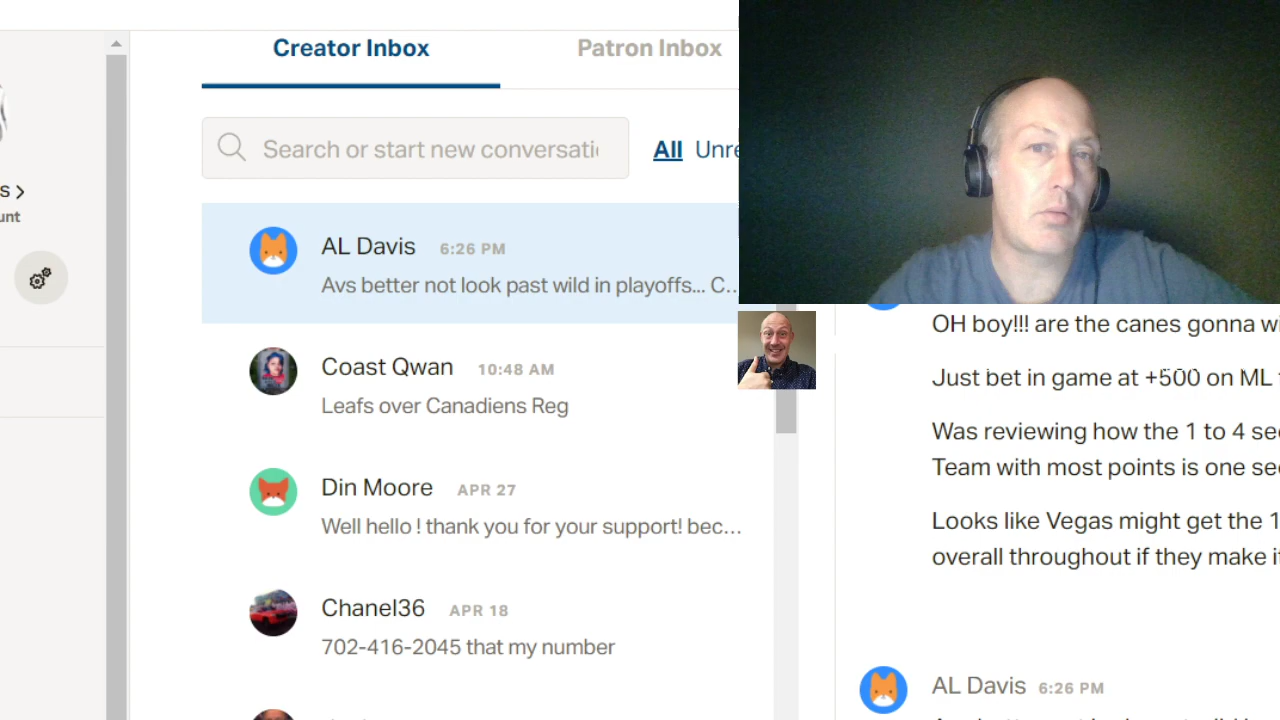 Creator Inbox
Patron Inbox
Search or start new conversati
All Unre
S >
unt
AL Davis 6:26 PM
Avs better not look past wild in playoffs... C...
Coast Qwan 10:48 AM
Leafs over Canadiens Reg
Din Moore APR 27
Well hello ! thank you for your support! bec...
Chanel36 APR 18
702-416-2045 that my number
OH boy!!! are the canes gonna wi
Just bet in game at +500 on ML
Was reviewing how the 1 to 4 see
Team with most points is one see
Looks like Vegas might get the 1
overall throughout if they make i
AL Davis 6:26 PM